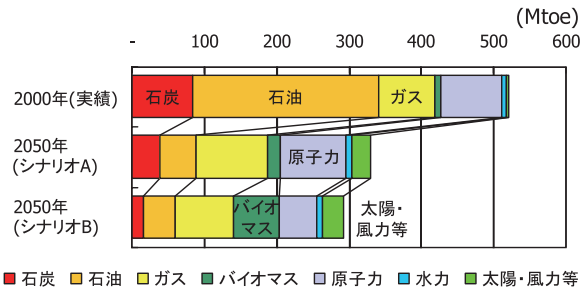 (Mtoe)
- 100 200 300 400 500 600
2000年(実績)
石炭 石油 ガス
2050年
(シナリオA)
原子力
2050年
(シナリオB)
バイオ
マス
太陽・
風力等
石炭 石油 ガス バイオマス 原子力 水力 太陽・風力等